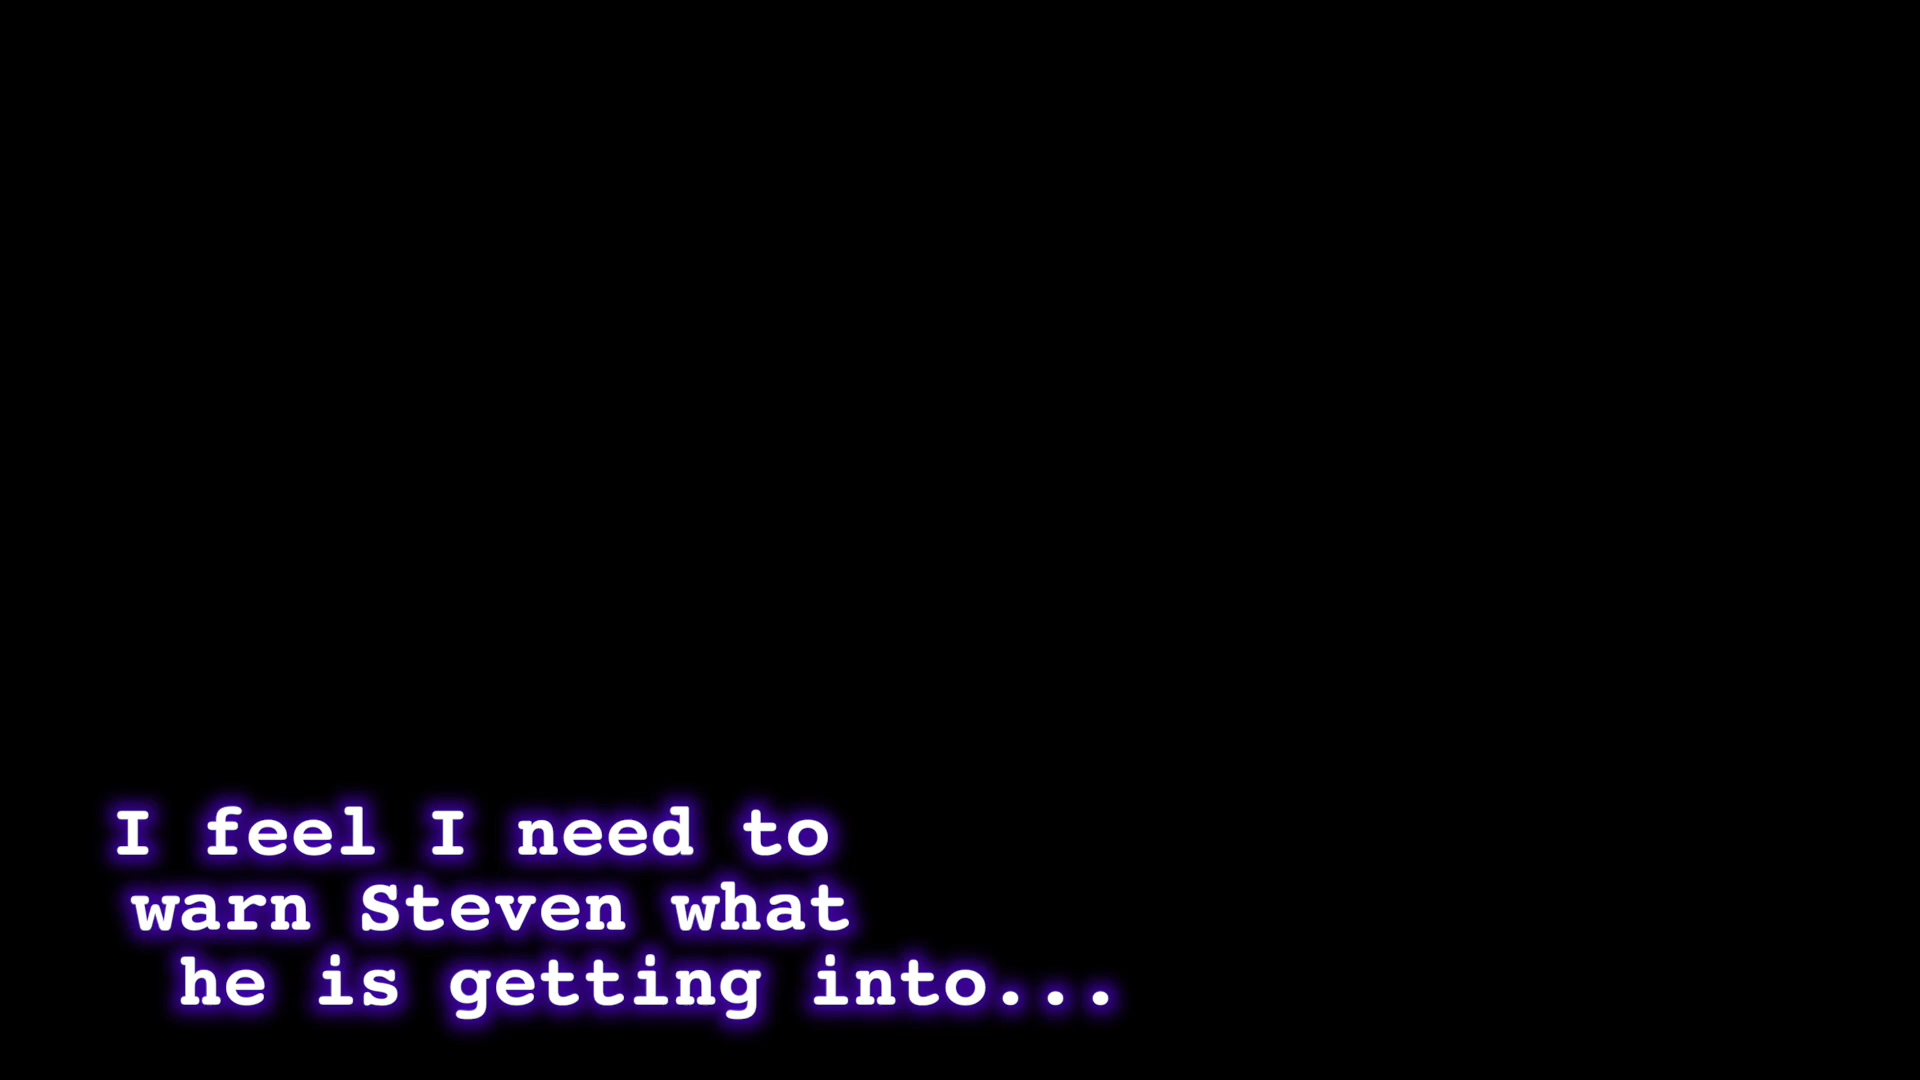 I feel I need to
warn Steven what
he is getting into...